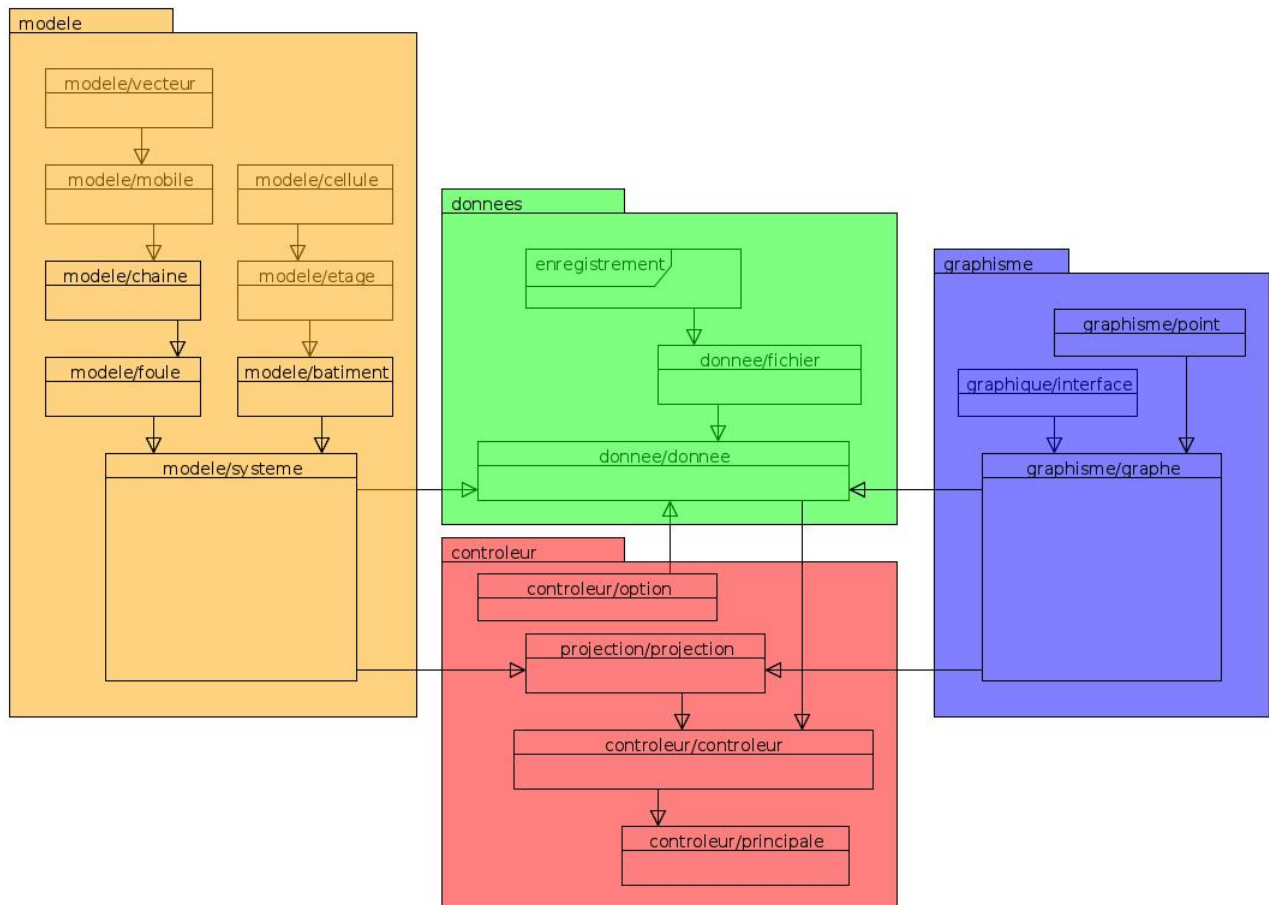 modele
modele/vecteur
modele/mobile
modele/cellule
modele/chaine
modele/etage
modele/foule
modele/batiment
modele/systeme
donnees
enregistrement
donnee/fichier
donnee/donnee
graphisme
graphisme/point
graphique/interface
graphisme/graphe
controleur
controleur/option
projection/projection
controleur/controleur
controleur/principale